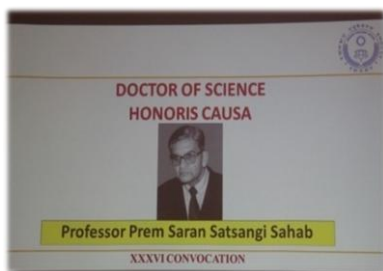 DOCTOR OF SCIENCE
HONORIS CAUSA
Professor Prem Saran Satsangi Sahab
XXXVI CONVOCATION